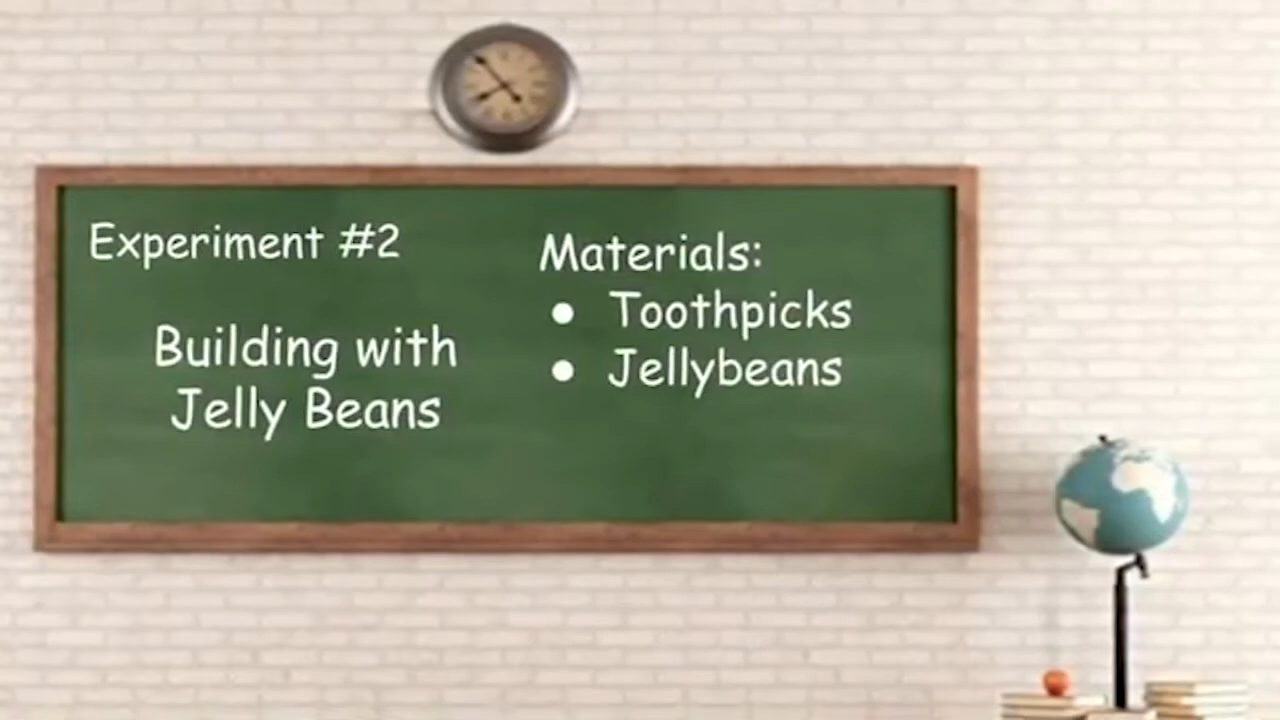 Experiment #2
Building with
Jelly Beans
Materials:
● Toothpicks
● Jellybeans